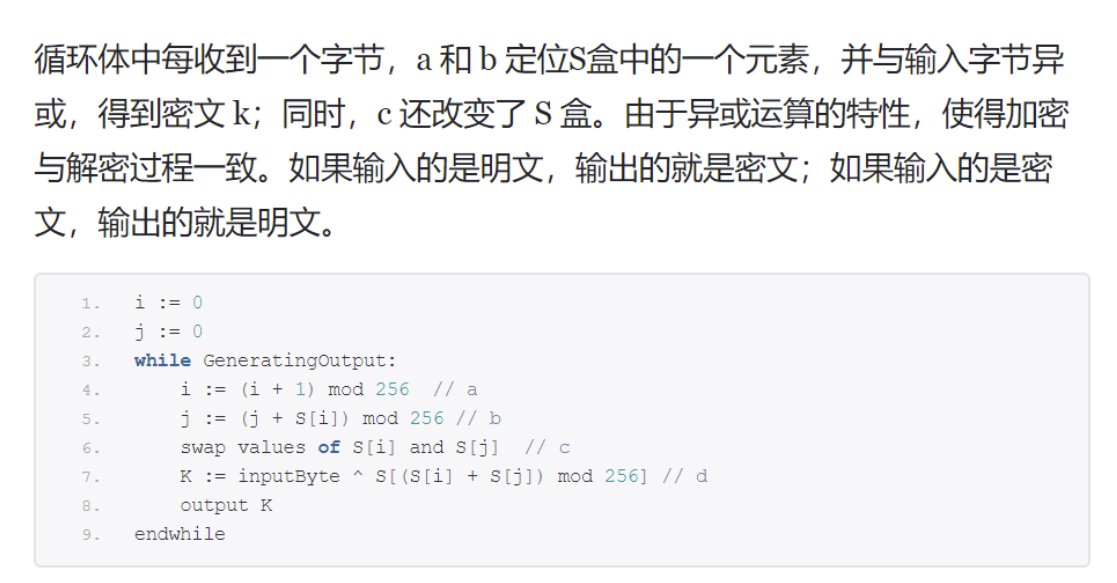 循环体中每收到一个字节，a 和 b 定位S盒中的一个元素，并与输入字节异
或，得到密文 k；同时，c 还改变了 S 盒。由于异或运算的特性，使得加密
与解密过程一致。如果输入的是明文，输出的就是密文；如果输入的是密
文，输出的就是明文。
1. i := 0
2. j := 0
3. while GeneratingOutput:
4.     i := (i + 1) mod 256  // a
5.     j := (j + S[i]) mod 256 // b
6.     swap values of S[i] and S[j]  // c
7.     K := inputByte ^ S[(S[i] + S[j]) mod 256] // d
8.     output K
9. endwhile